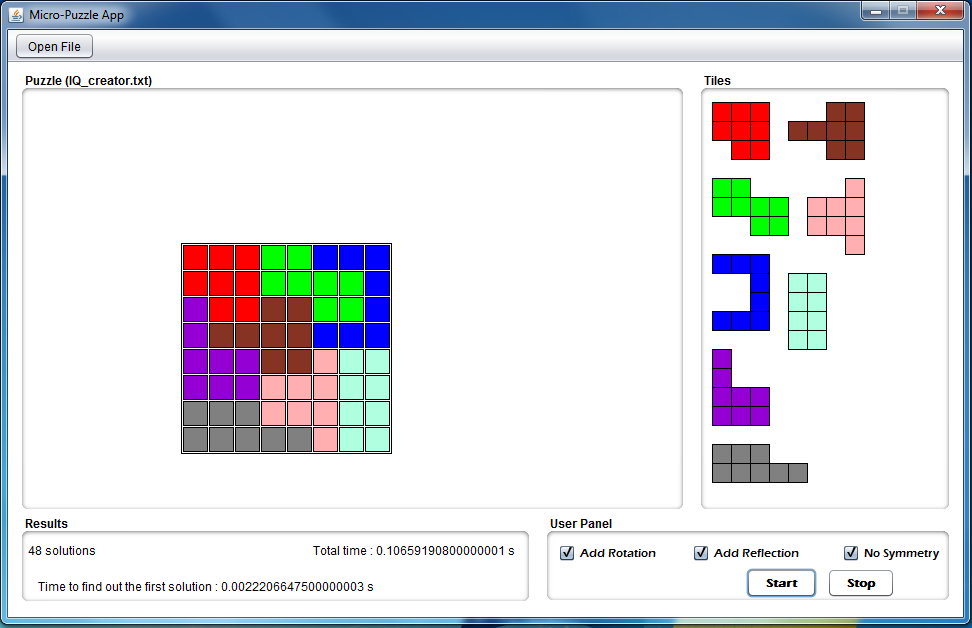 Micro-Puzzle App
Open File
Puzzle (IQ_creator.txt)
Tiles
Results
48 solutions
Total time : 0.10659190800000001 s
Time to find out the first solution : 0.0022206647500000003 s
User Panel
Add Rotation
Add Reflection
No Symmetry
Start
Stop